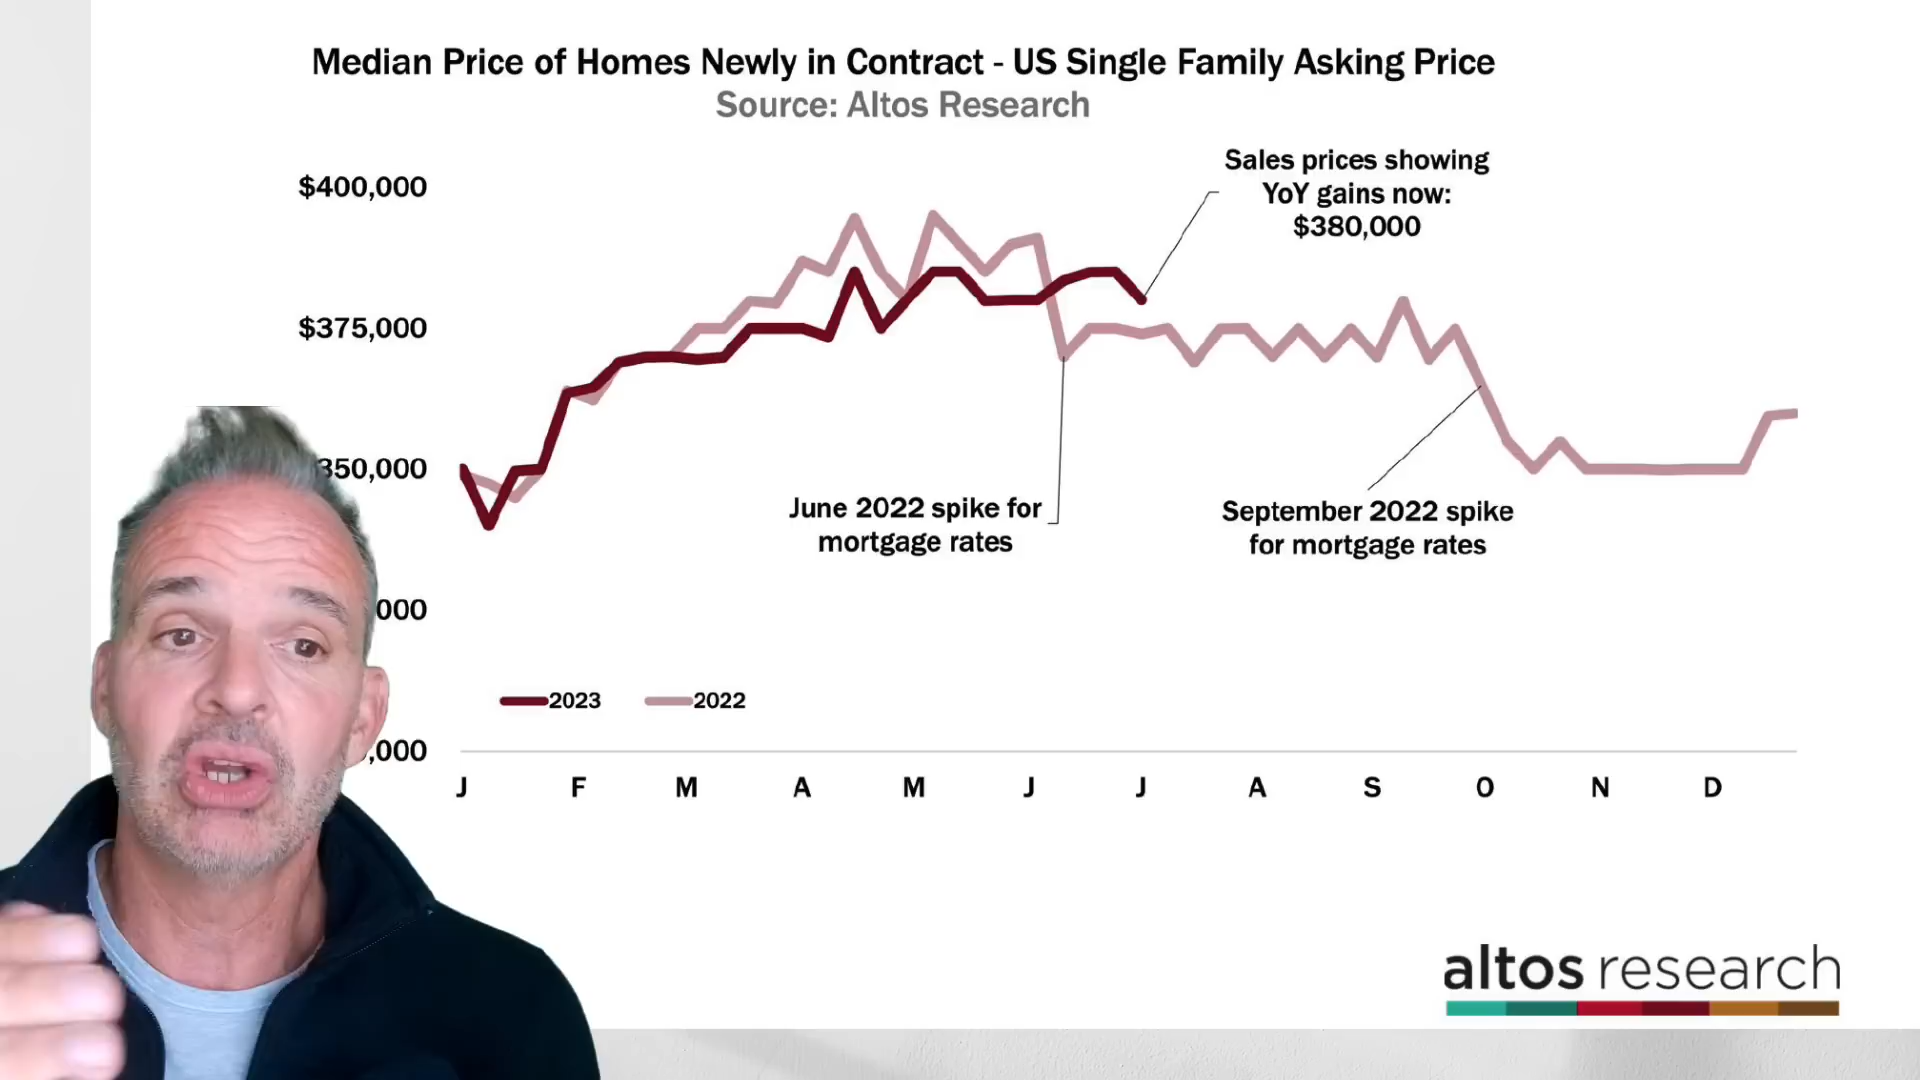 Median Price of Homes Newly in Contract - US Single Family Asking Price
Source: Altos Research
Sales prices showing
YoY gains now:
$380,000
$400,000
$375,000
350,000
000
,000
June 2022 spike for
mortgage rates
September 2022 spike
for mortgage rates
2023 2022
J F M A M J J A S O N D
altos research